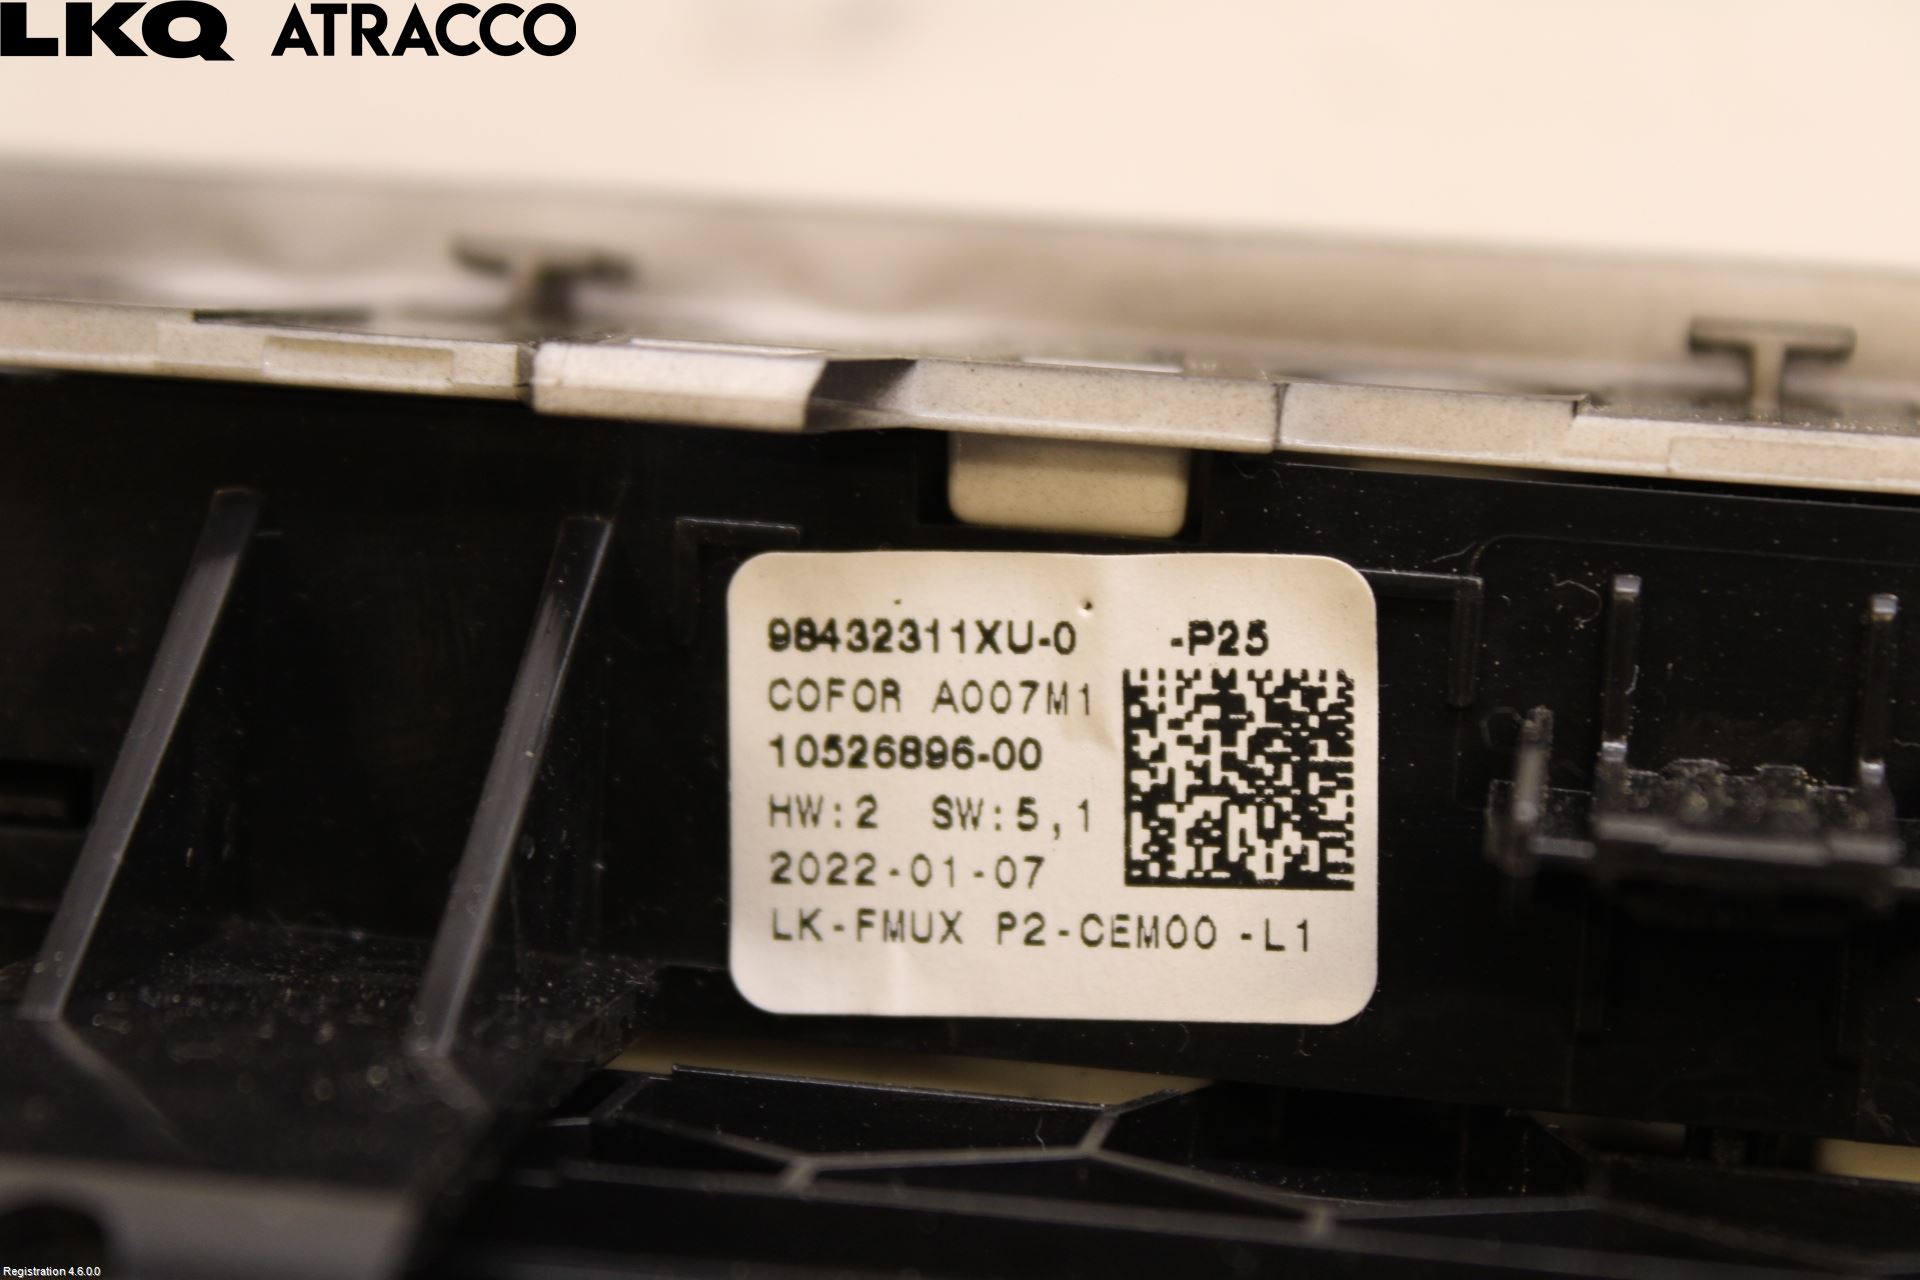 LKQ ATRACCO
98432311XU-0 -P25
COFOR A007M1
10526896-00
HW:2 SW:5,1
2022-01-07
LK-FMUX P2-CEM00 -L1
Registration 4.6.0.0